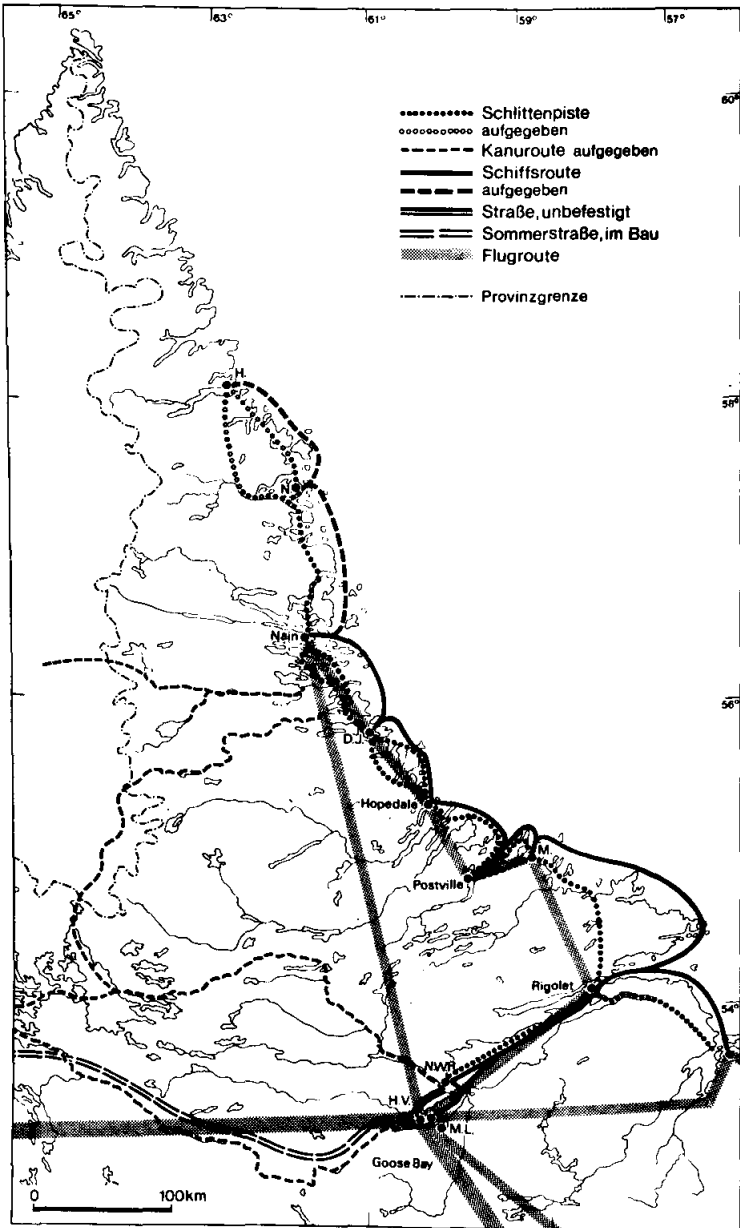 65° 63° 61° 59° 57°
60°
Schlittenpiste
aufgegeben
Kanuroute aufgegeben
Schiffsroute
aufgegeben
Straße, unbefestigt
Sommerstraße, im Bau
Flugroute
Provinzgrenze
H.
58°
N.
Nain
56°
D.J.
Hopedale
M.
Postville
Rigolet
54°
NWR
H.V.
M.L.
Goose Bay
0 100km